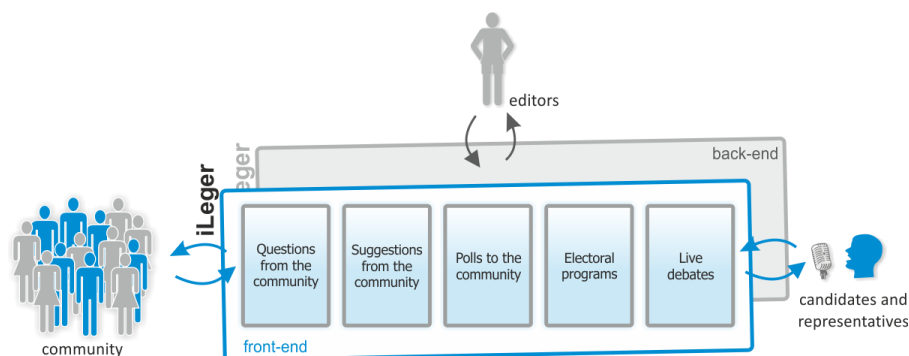 editors
back-end
iLeger
eger
Questions
from the
community
Suggestions
from the
community
Polls to the
community
Electoral
programs
Live
debates
candidates and
representatives
front-end
community